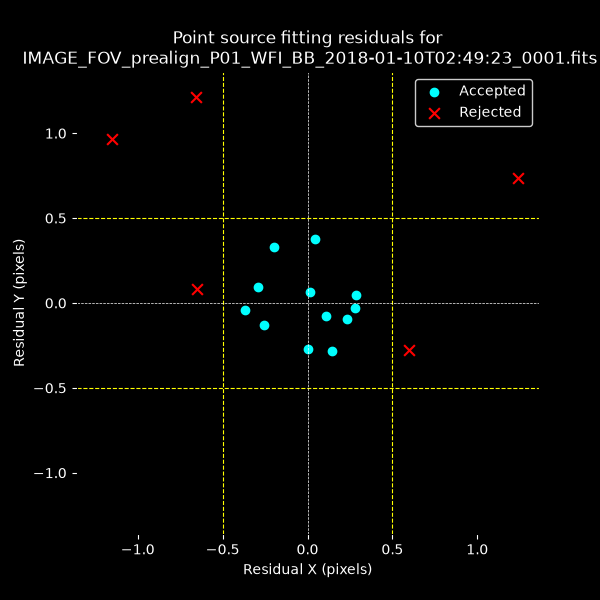 Point source fitting residuals for
IMAGE_FOV_prealign_P01_WFI_BB_2018-01-10T02:49:23_0001.fits
Accepted
Rejected
1.0
0.5
0.0
−0.5
−1.0
Residual Y (pixels)
−1.0 −0.5 0.0 0.5 1.0
Residual X (pixels)